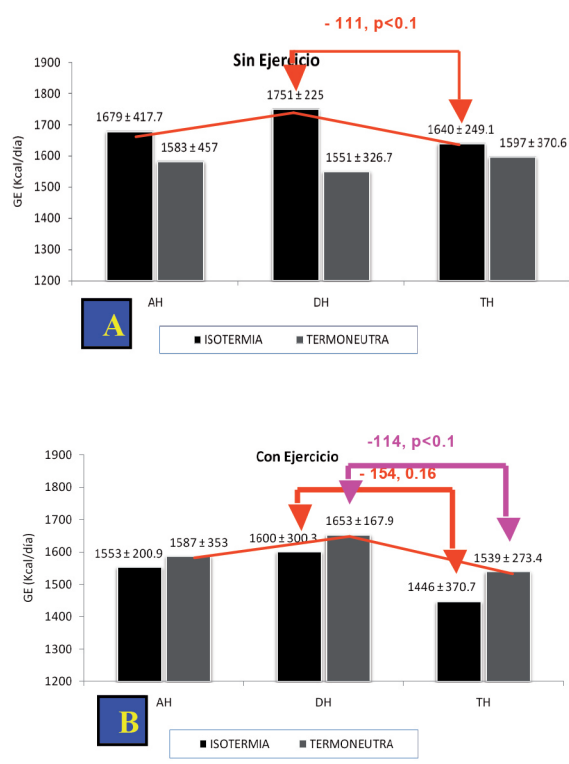 - 111, p<0.1
Sin Ejercicio
GE (Kcal/día)
1900
1800
1700
1600
1500
1400
1300
1200
1679 ± 417.7
1583 ± 457
1751 ± 225
1551 ± 326.7
1640 ± 249.1
1597 ± 370.6
AH
DH
TH
A
ISOTERMIA
TERMONEUTRA
-114, p<0.1
Con Ejercicio
- 154, 0.16
GE (Kcal/día)
1900
1800
1700
1600
1500
1400
1300
1200
1553 ± 200.9
1587 ± 353
1600 ± 300.3
1653 ± 167.9
1446 ± 370.7
1539 ± 273.4
AH
DH
TH
B
ISOTERMIA
TERMONEUTRA